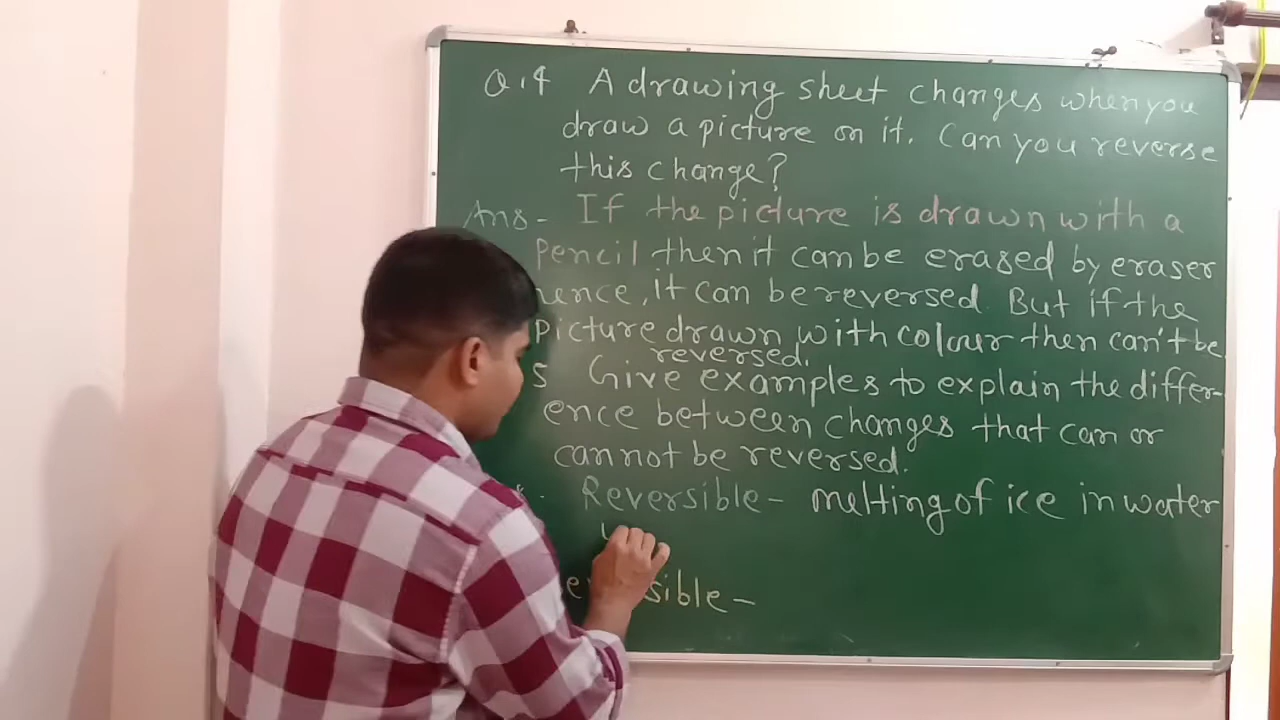 Q.4 A drawing sheet changes when you
draw a picture on it. Can you reverse
this change?
Ans- If the picture is drawn with a
Pencil then it can be erased by eraser
hence, it can be reversed. But if the
Picture drawn with colour then can't be
reversed.
5 Give examples to explain the differ-
ence between changes that can or
cannot be reversed.
Reversible- melting of ice in water